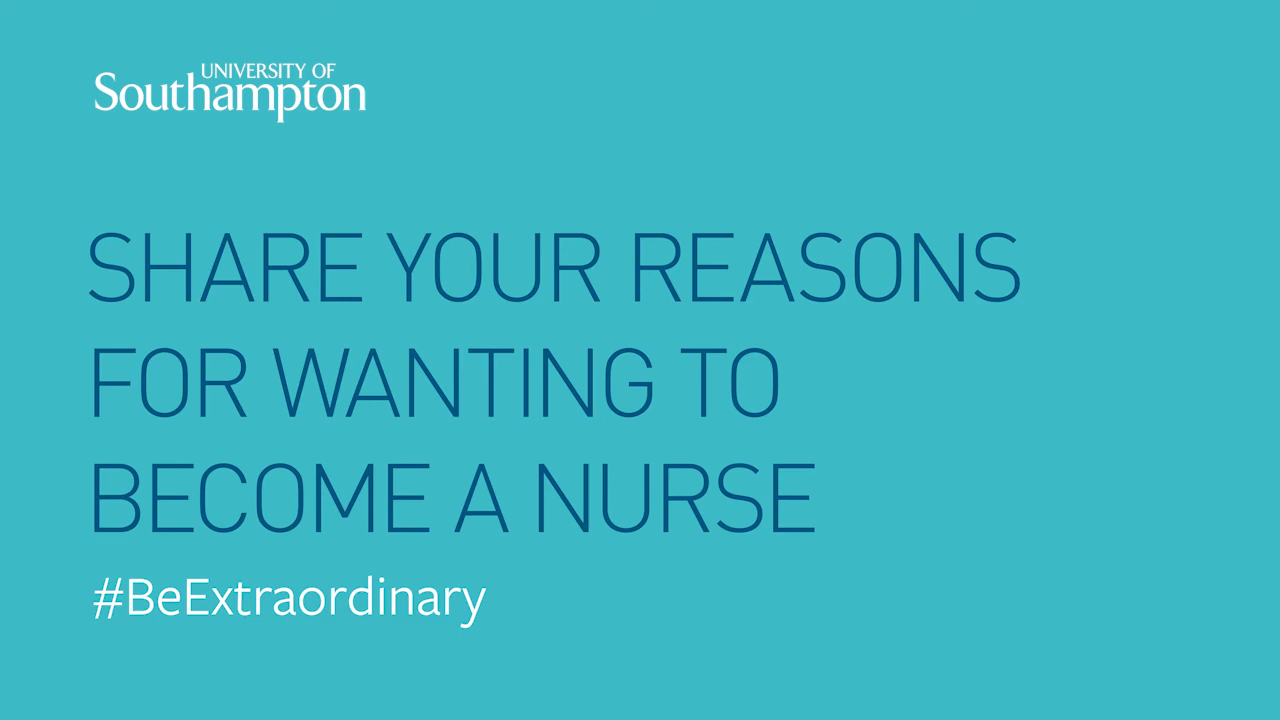 UNIVERSITY OF
Southampton
SHARE YOUR REASONS
FOR WANTING TO
BECOME A NURSE
#BeExtraordinary